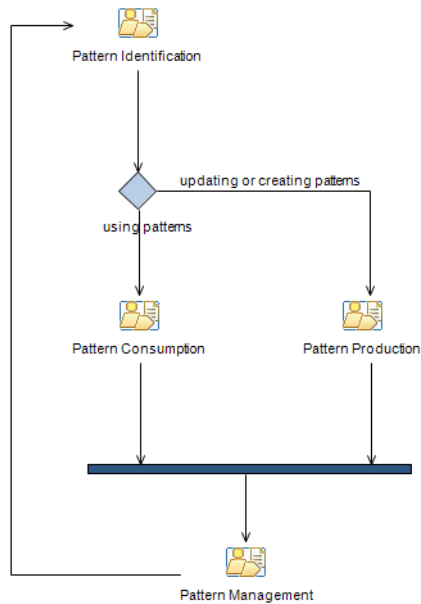 Pattern Identification
updating or creating patterns
using patterns
Pattern Consumption
Pattern Production
Pattern Management